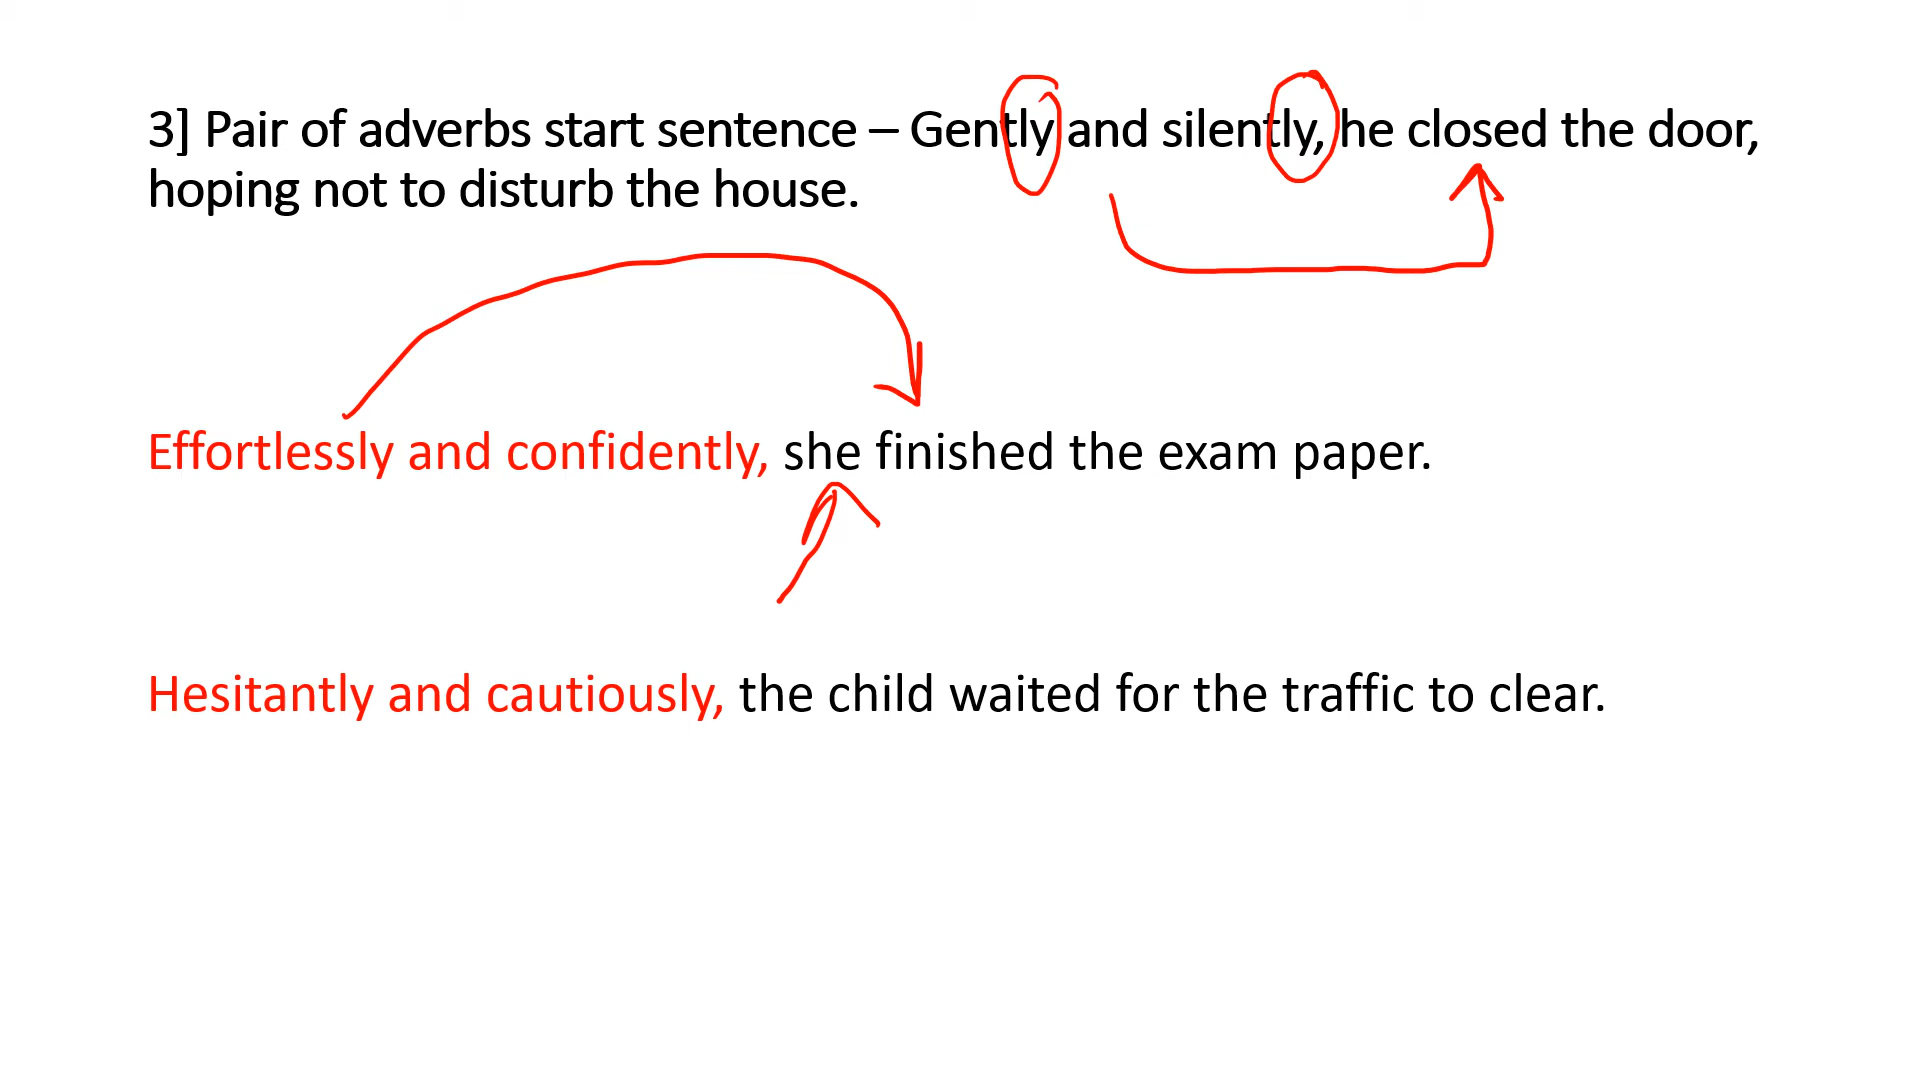 3] Pair of adverbs start sentence – Gently and silently, he closed the door,
hoping not to disturb the house.
Effortlessly and confidently, she finished the exam paper.
Hesitantly and cautiously, the child waited for the traffic to clear.